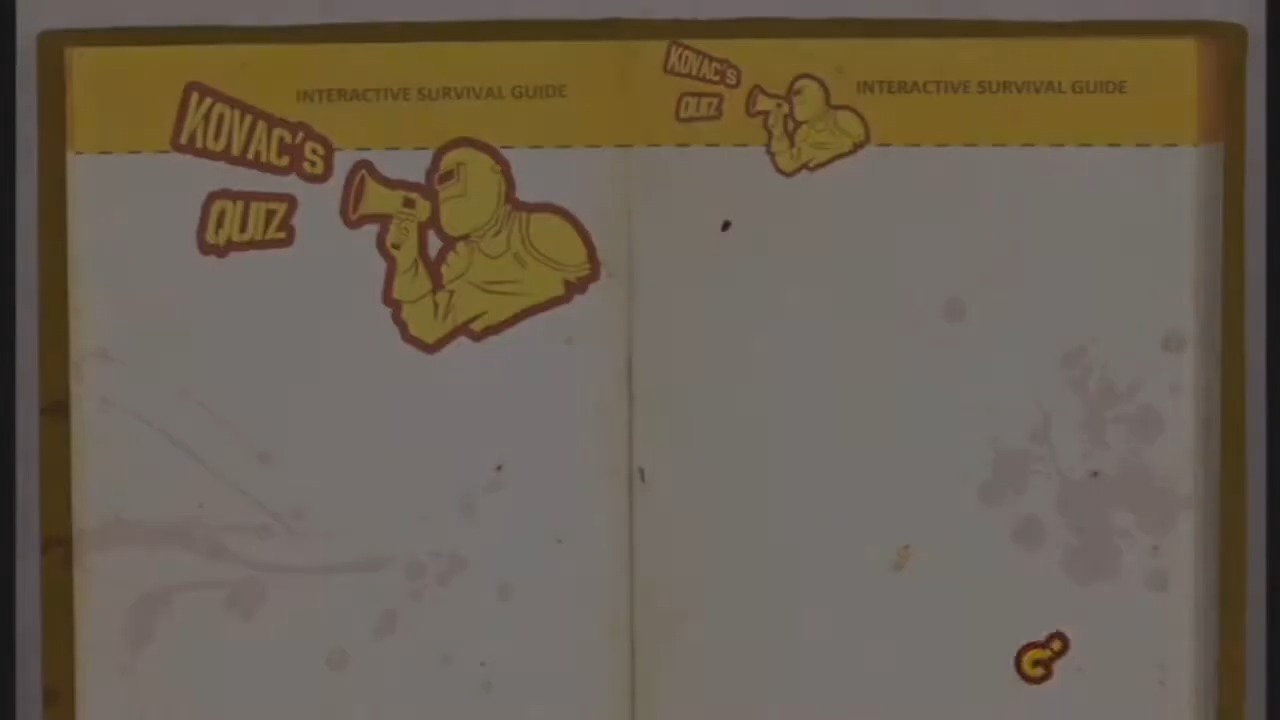 INTERACTIVE SURVIVAL GUIDE
KOVAC's
QUIZ
KOVAC's
QUIZ
INTERACTIVE SURVIVAL GUIDE